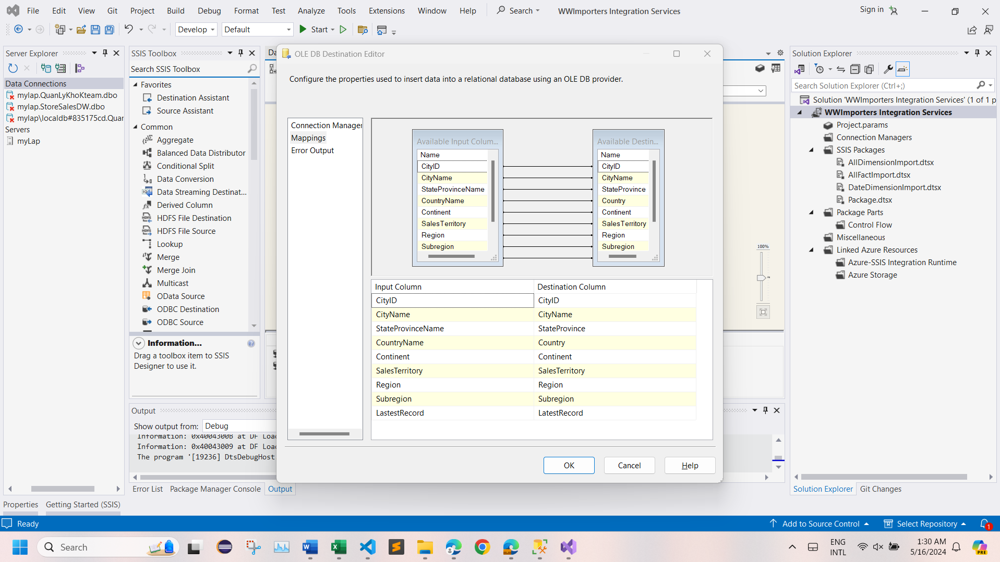 File Edit View Git Project Build Debug Format Test Analyze Tools Extensions Window Help Search WWImporters Integration Services Sign in
Develop Default Start
Server Explorer
Data Connections
mylap.QuanLyKhoKteam.dbo
mylap.StoreSalesDW.dbo
mylap\localdb#835175cd.Quar
Servers
myLap
SSIS Toolbox
Search SSIS Toolbox
Favorites
Destination Assistant
Source Assistant
Common
Aggregate
Balanced Data Distributor
Conditional Split
Data Conversion
Data Streaming Destinat...
Derived Column
HDFS File Destination
HDFS File Source
Lookup
Merge
Merge Join
Multicast
OData Source
ODBC Destination
ODBC Source
Information...
Drag a toolbox item to SSIS
Designer to use it.
Da
OLE DB Destination Editor
Configure the properties used to insert data into a relational database using an OLE DB provider.
Connection Manager
Mappings
Error Output
Available Input Colum...
Name
CityID
CityName
StateProvinceName
CountryName
Continent
SalesTerritory
Region
Subregion
Available Destin...
Name
CityID
CityName
StateProvince
Country
Continent
SalesTerritory
Region
Subregion
Input Column Destination Column
CityID CityID
CityName CityName
StateProvinceName StateProvince
CountryName Country
Continent Continent
SalesTerritory SalesTerritory
Region Region
Subregion Subregion
LastestRecord LatestRecord
OK Cancel Help
100%
Output
Show output from: Debug
Information: 0x4004300B at DF Load
Information: 0x40043009 at DF Load
The program '[19236] DtsDebugHost
Error List Package Manager Console Output
Solution Explorer
Search Solution Explorer (Ctrl+;)
Solution 'WWImporters Integration Services' (1 of 1 p
WWImporters Integration Services
Project.params
Connection Managers
SSIS Packages
AllDimensionImport.dtsx
AllFactImport.dtsx
DateDimensionImport.dtsx
Package.dtsx
Package Parts
Control Flow
Miscellaneous
Linked Azure Resources
Azure-SSIS Integration Runtime
Azure Storage
Solution Explorer Git Changes
Properties Getting Started (SSIS)
Ready Add to Source Control Select Repository 1
Search
ENG
INTL
1:30 AM
5/16/2024
PRE